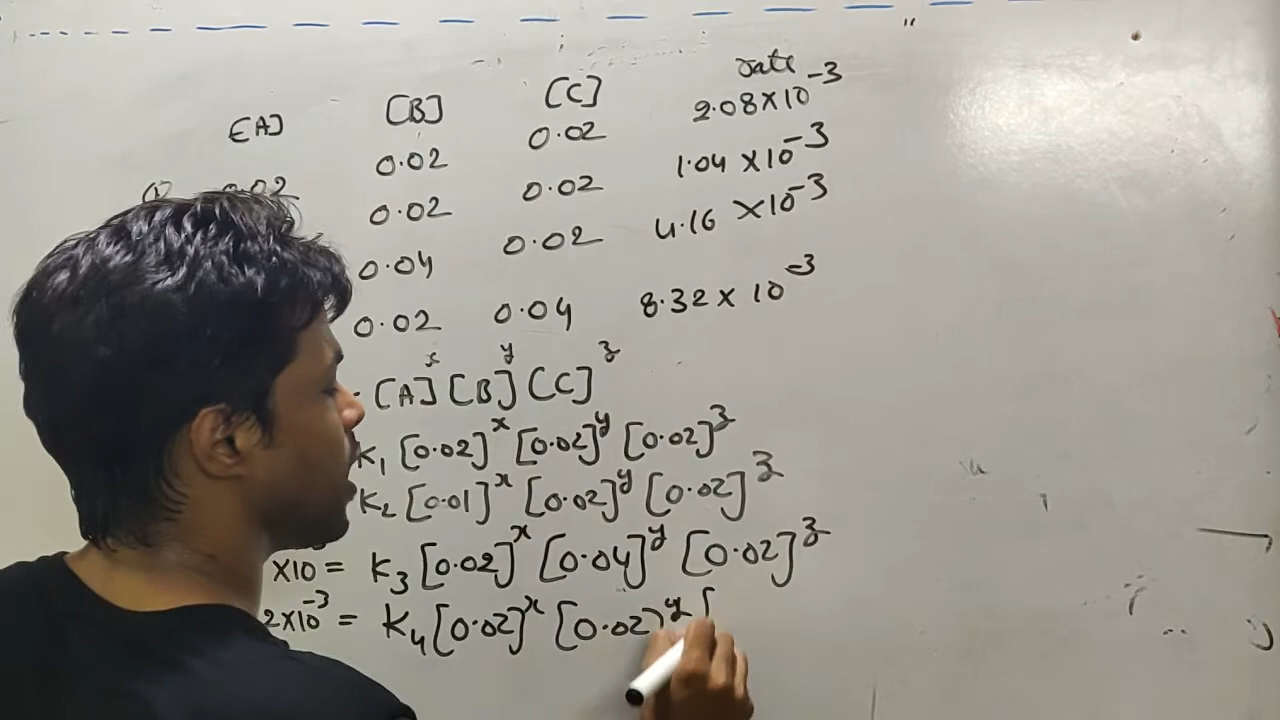 [A] [B] [C] rate
(1) 0.02 0.02 0.02 2.08×10⁻³
0.02 0.02 1.04 ×10⁻³
0.04 0.02 4.16 ×10⁻³
0.02 0.04 8.32 × 10⁻³
[A]ˣ [B]ʸ [C]ᶻ
K₁ [0.02]ˣ [0.02]ʸ [0.02]ᶻ
K₂ [0.01]ˣ [0.02]ʸ [0.02]ᶻ
×10 = K₃ [0.02]ˣ [0.04]ʸ [0.02]ᶻ
2×10⁻³ = K₄ [0.02]ˣ [0.02]ʸ [